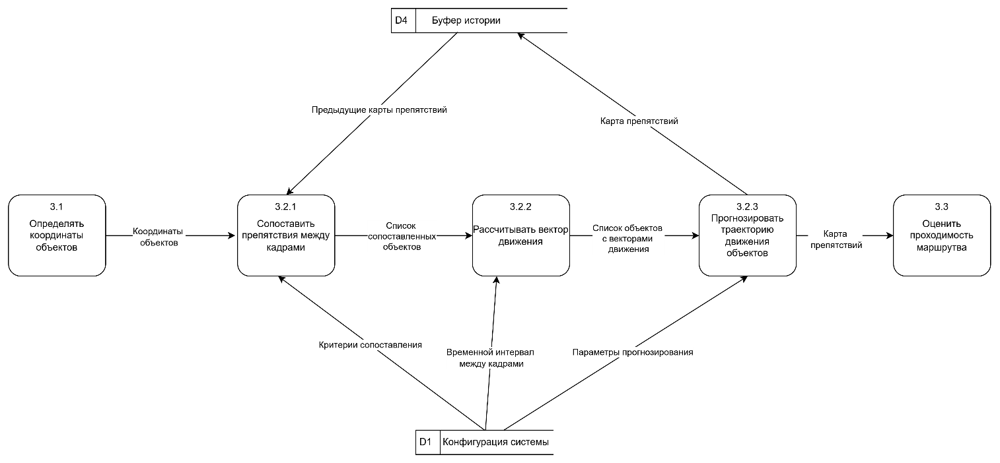 D4 Буфер истории
Предыдущие карты препятствий
Карта препятствий
3.1
Определять
координаты
объектов
Координаты
объектов
3.2.1
Сопоставить
препятствия между
кадрами
Список
сопоставленных
объектов
3.2.2
Рассчитывать вектор
движения
Список объектов
с векторами
движения
3.2.3
Прогнозировать
траекторию
движения
объектов
Карта
препятствий
3.3
Оценить
проходимость
маршрутва
Критерии сопоставления
Временной интервал
между кадрами
Параметры прогнозирования
D1 Конфигурация системы